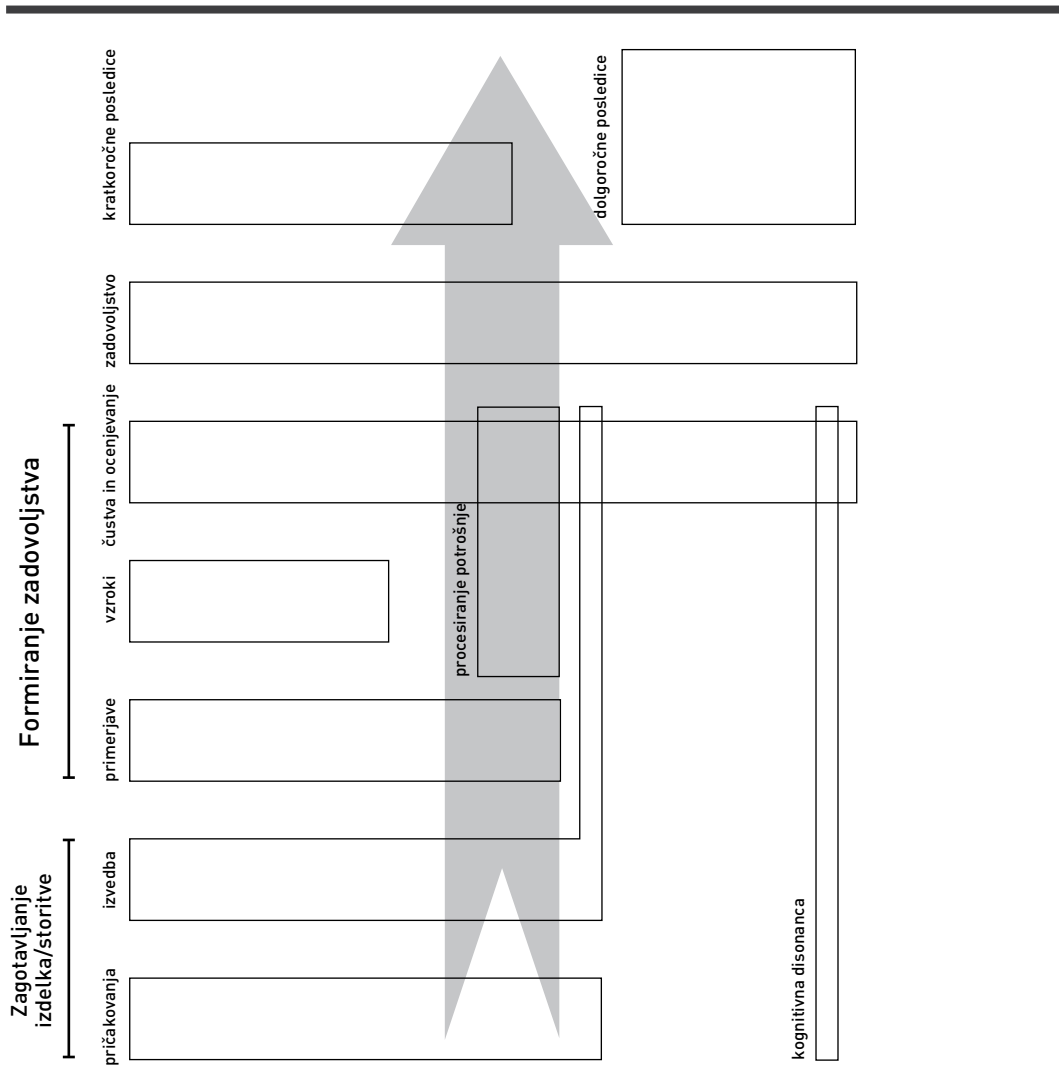 Zagotavljanje
izdelka/storitve
Formiranje zadovoljstva
pričakovanja
izvedba
primerjave
vzroki
čustva in ocenjevanje
zadovoljstvo
kratkoročne posledice
procesiranje potrošnje
dolgoročne posledice
kognitivna disonanca